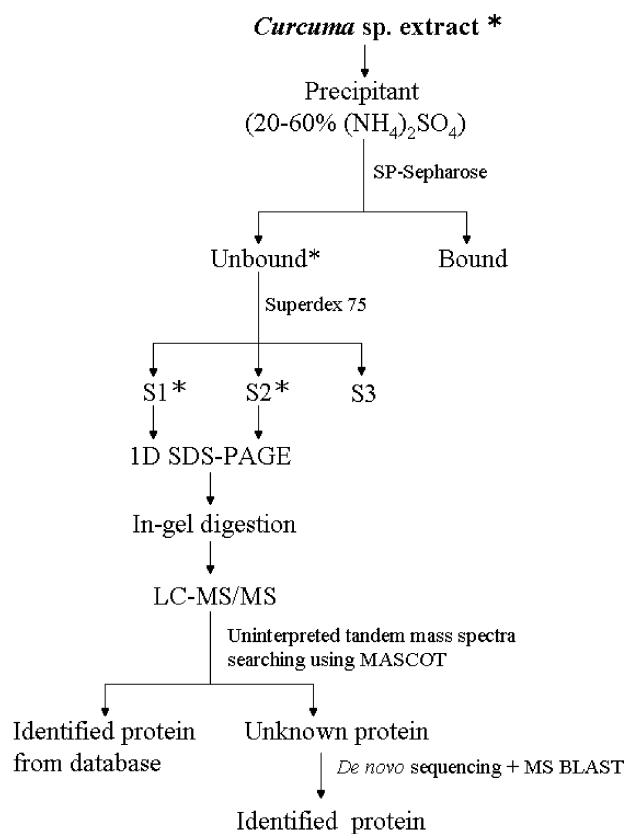 Curcuma sp. extract *
Precipitant
(20-60% (NH4)2SO4)
SP-Sepharose
Unbound*
Bound
Superdex 75
S1*
S2*
S3
1D SDS-PAGE
In-gel digestion
LC-MS/MS
Uninterpreted tandem mass spectra
searching using MASCOT
Identified protein
from database
Unknown protein
De novo sequencing + MS BLAST
Identified protein